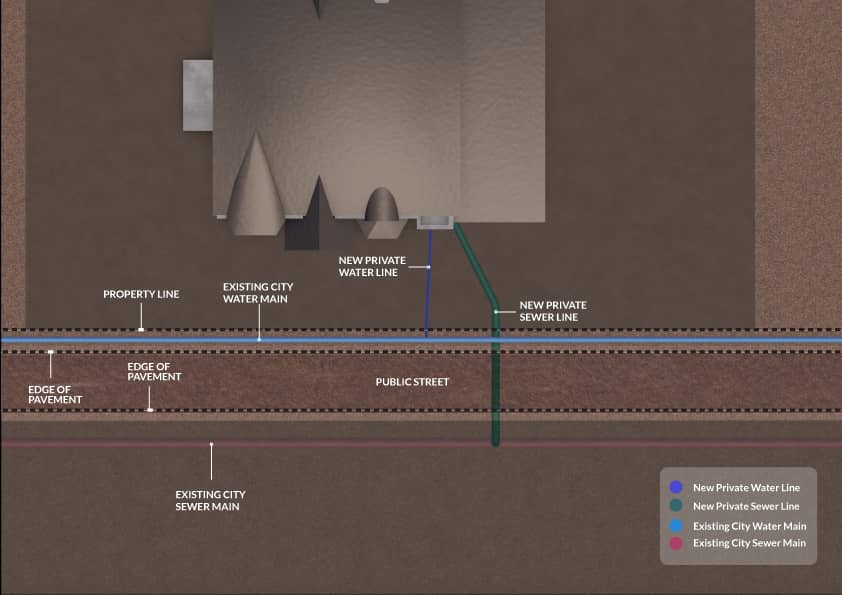 NEW PRIVATE
WATER LINE
PROPERTY LINE
EXISTING CITY
WATER MAIN
NEW PRIVATE
SEWER LINE
EDGE OF
PAVEMENT
EDGE OF
PAVEMENT
PUBLIC STREET
EXISTING CITY
SEWER MAIN
New Private Water Line
New Private Sewer Line
Existing City Water Main
Existing City Sewer Main